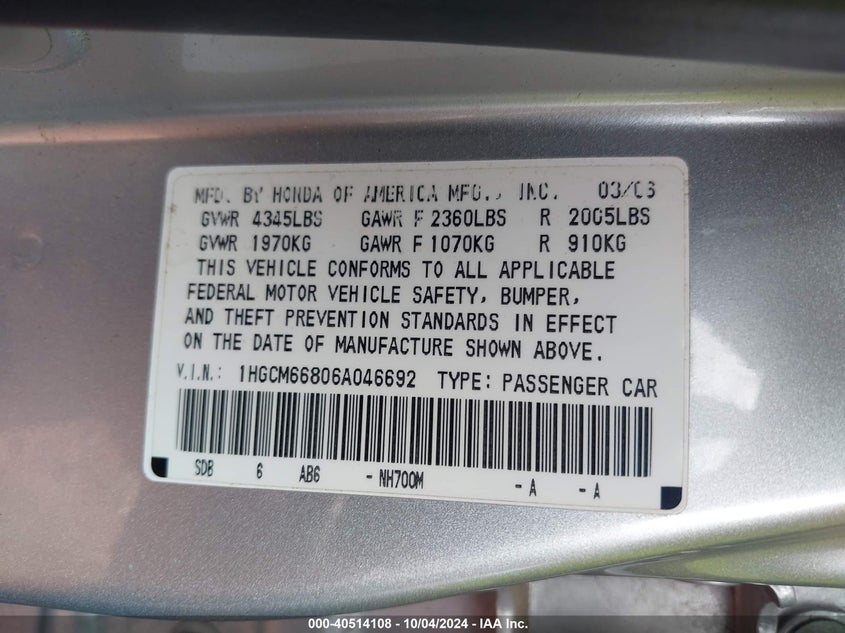 MFD. BY HONDA OF AMERICA MFG., INC. 03/06
GVWR 4345LBS GAWR F 2360LBS R 2005LBS
GVWR 1970KG GAWR F 1070KG R 910KG
THIS VEHICLE CONFORMS TO ALL APPLICABLE
FEDERAL MOTOR VEHICLE SAFETY, BUMPER,
AND THEFT PREVENTION STANDARDS IN EFFECT
ON THE DATE OF MANUFACTURE SHOWN ABOVE.
V.I.N.: 1HGCM66806A046692 TYPE: PASSENGER CAR
SDB 6 AB6 - NH700M - A - A
000-40514108 - 10/04/2024 - IAA Inc.